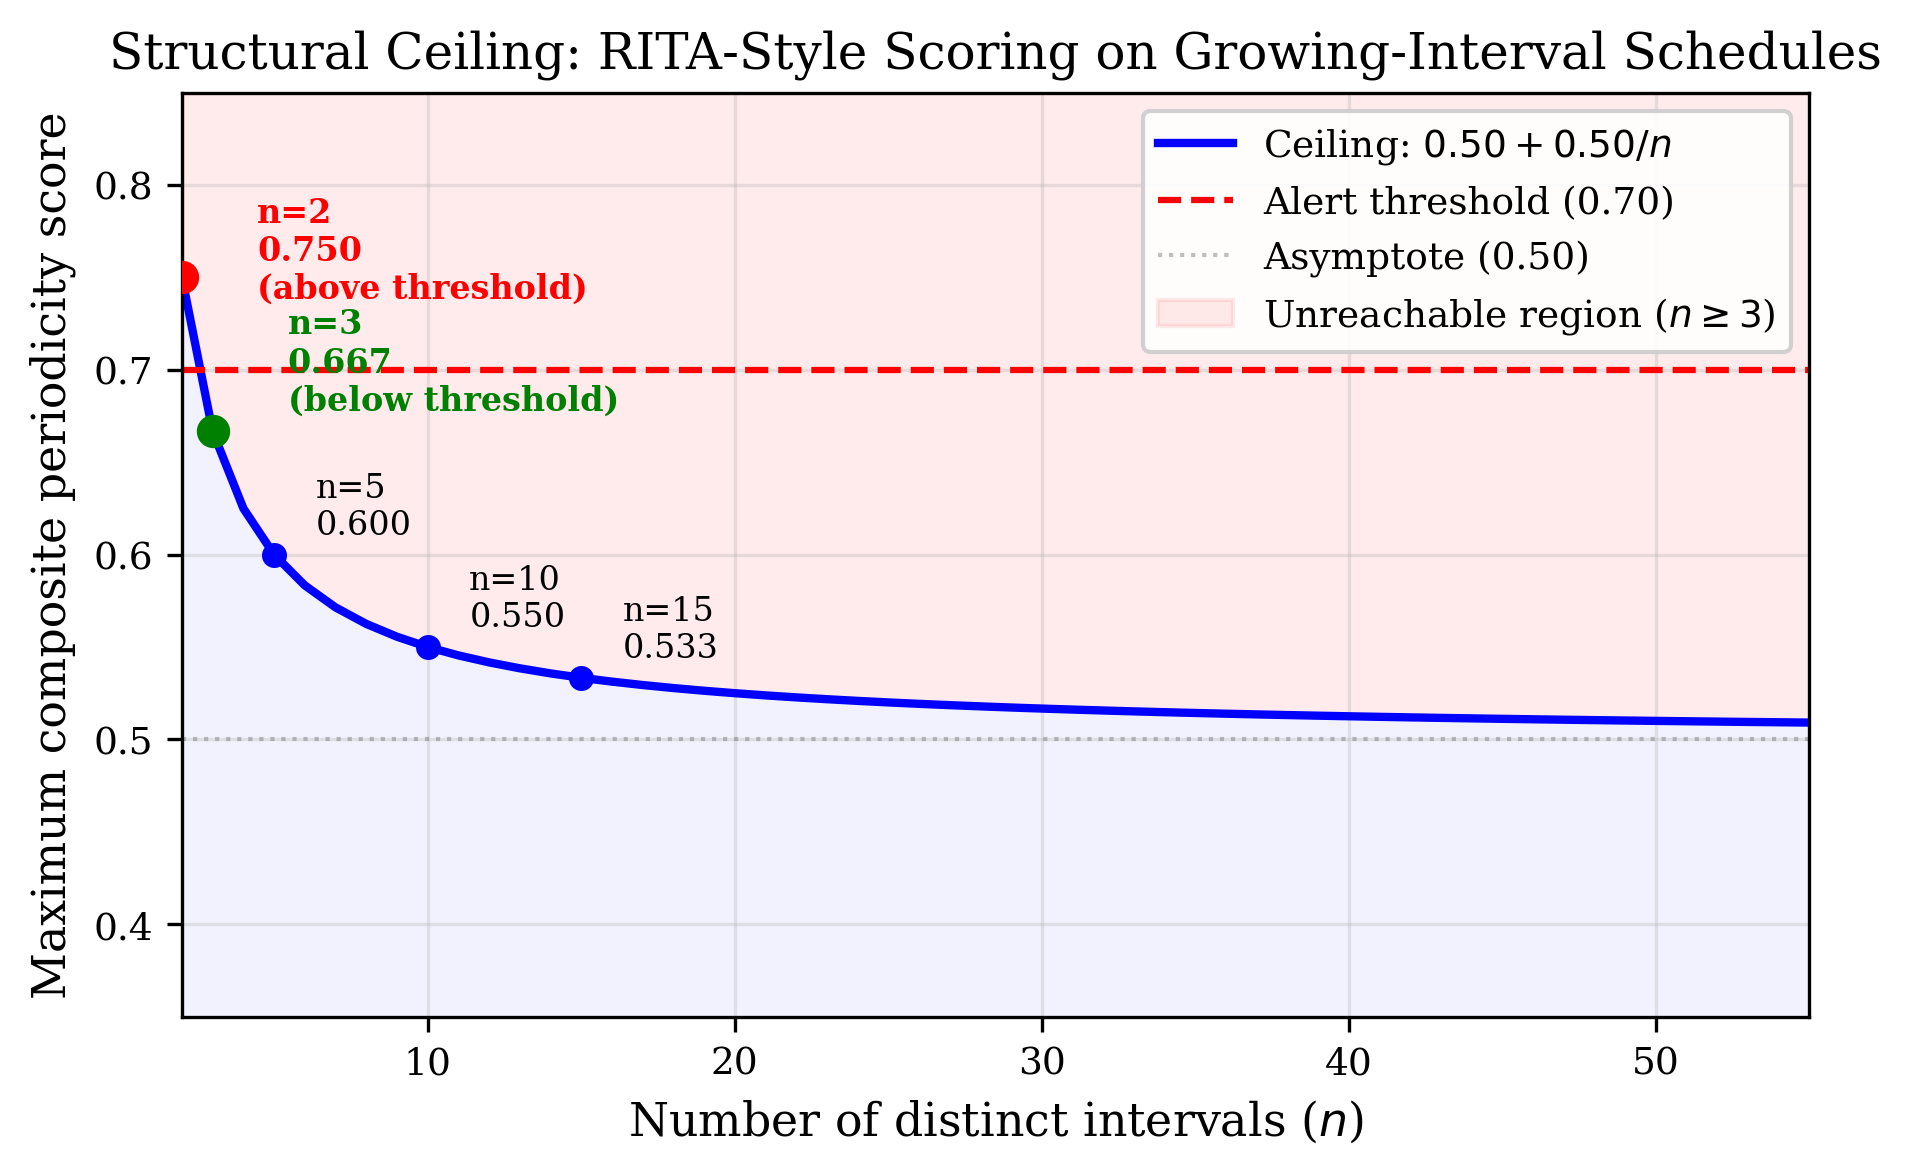 Structural Ceiling: RITA-Style Scoring on Growing-Interval Schedules
Maximum composite periodicity score
0.8
0.7
0.6
0.5
0.4
Ceiling: 0.50 + 0.50/n
Alert threshold (0.70)
Asymptote (0.50)
Unreachable region (n ≥ 3)
n=2
0.750
(above threshold)
n=3
0.667
(below threshold)
n=5
0.600
n=10
0.550
n=15
0.533
10
20
30
40
50
Number of distinct intervals (n)